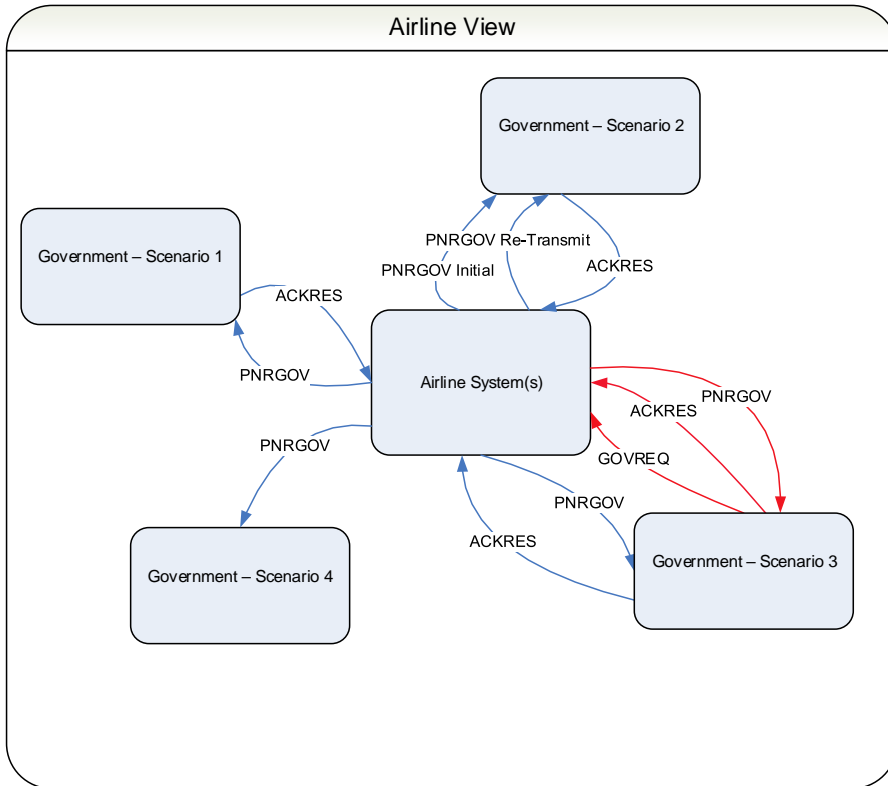 Airline View
Government – Scenario 2
PNRGOV Re-Transmit
PNRGOV Initial
ACKRES
Government – Scenario 1
ACKRES
PNRGOV
Airline System(s)
PNRGOV
ACKRES
GOVREQ
PNRGOV
PNRGOV
ACKRES
Government – Scenario 3
Government – Scenario 4